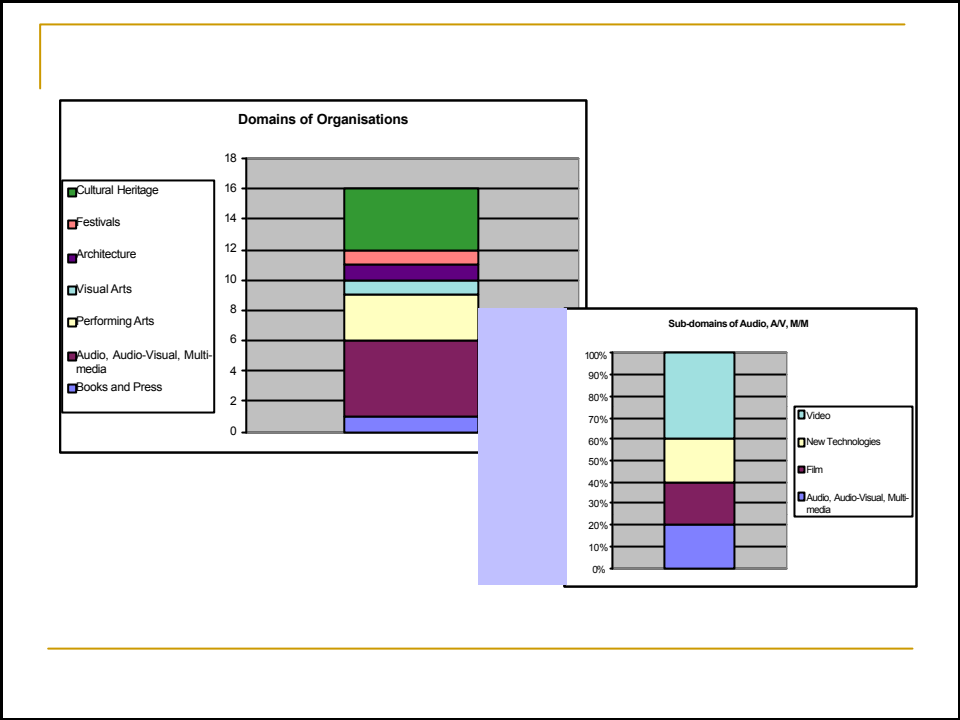 Domains of Organisations
18
16
14
12
10
8
6
4
2
0
Cultural Heritage
Festivals
Architecture
Visual Arts
Performing Arts
Audio, Audio-Visual, Multi-
media
Books and Press
Sub-domains of Audio, A/V, M/M
100%
90%
80%
70%
60%
50%
40%
30%
20%
10%
0%
Video
New Technologies
Film
Audio, Audio-Visual, Multi-
media